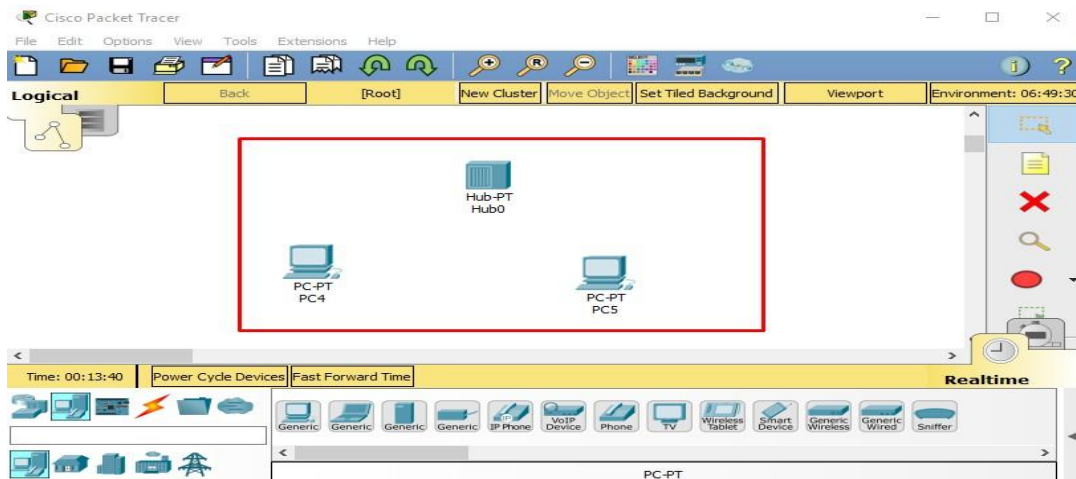 Cisco Packet Tracer
File Edit Options View Tools Extensions Help
Logical Back [Root] New Cluster Move Object Set Tiled Background Viewport Environment: 06:49:30
Hub-PT
Hub0
PC-PT
PC4
PC-PT
PC5
Time: 00:13:40 Power Cycle Devices Fast Forward Time Realtime
Generic Generic Generic Generic IP Phone VoIP Device Phone TV Wireless Tablet Smart Device Generic Wireless Generic Wired Sniffer
PC-PT